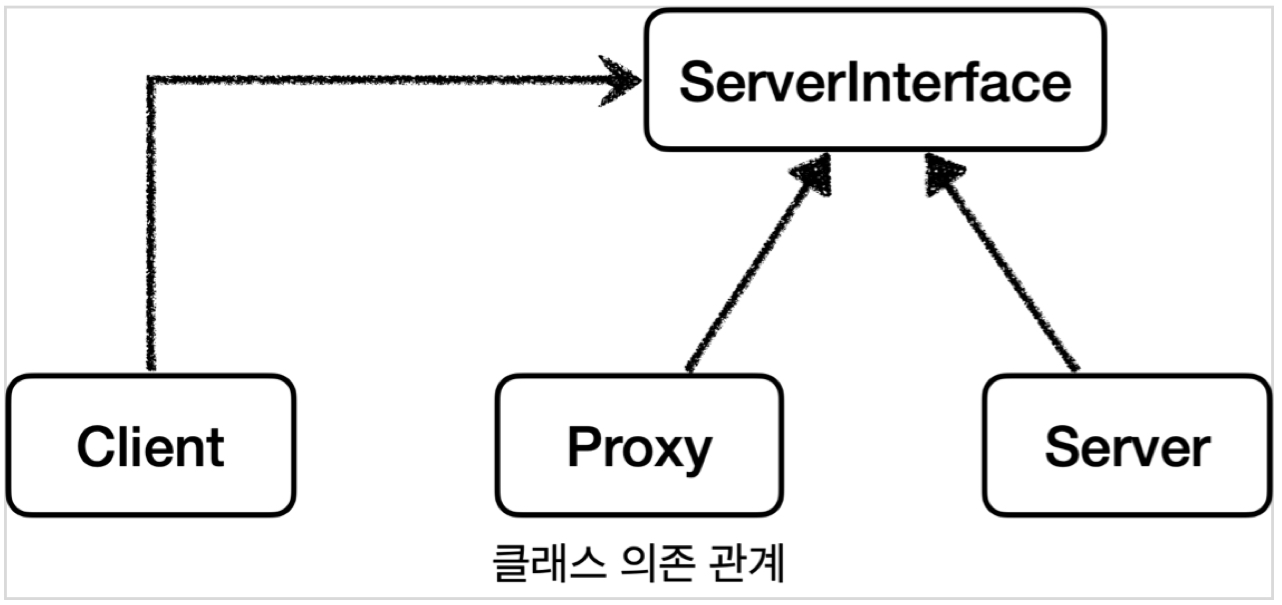 ServerInterface
Client
Proxy
Server
클래스 의존 관계